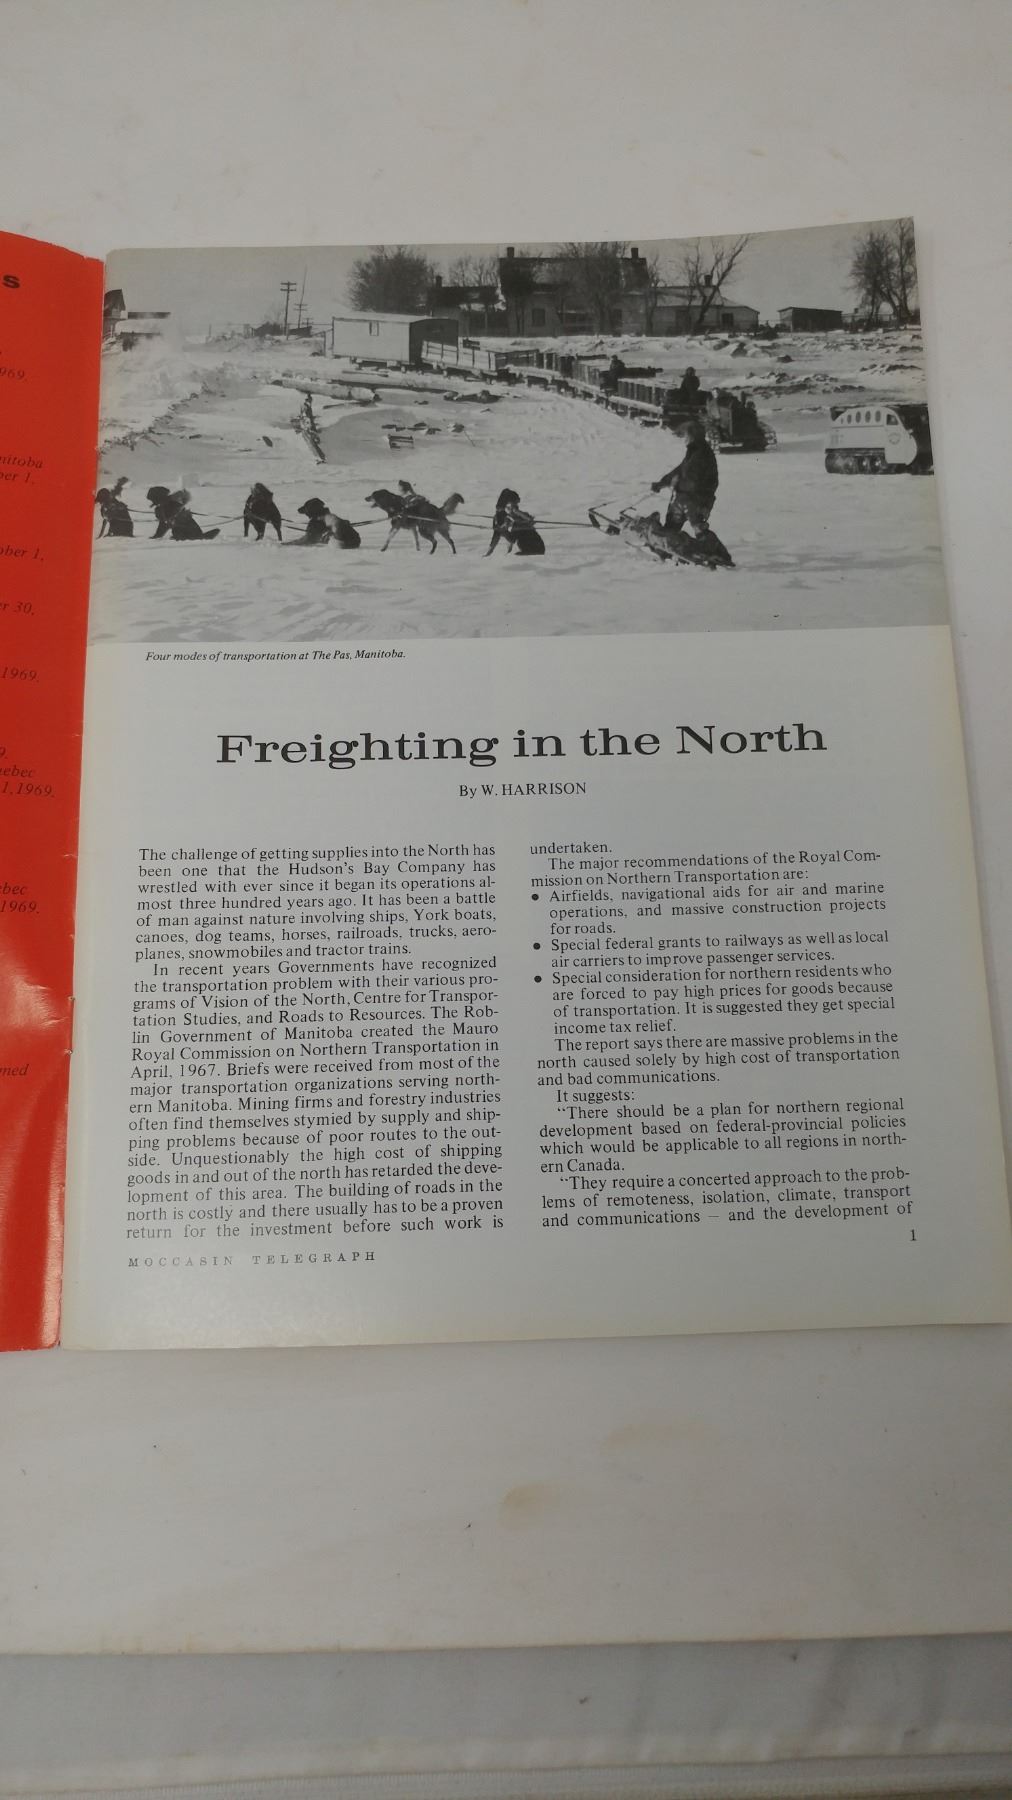 s
969.
nitoba
ber 1,
ober 1,
er 30,
1969.
9.
uebec
1, 1969.
bec
1969.
ned
Four modes of transportation at The Pas, Manitoba.
Freighting in the North
By W. HARRISON
The challenge of getting supplies into the North has
been one that the Hudson's Bay Company has
wrestled with ever since it began its operations al-
most three hundred years ago. It has been a battle
of man against nature involving ships, York boats,
canoes, dog teams, horses, railroads, trucks, aero-
planes, snowmobiles and tractor trains.
In recent years Governments have recognized
the transportation problem with their various pro-
grams of Vision of the North, Centre for Transpor-
tation Studies, and Roads to Resources. The Rob-
lin Government of Manitoba created the Mauro
Royal Commission on Northern Transportation in
April, 1967. Briefs were received from most of the
major transportation organizations serving north-
ern Manitoba. Mining firms and forestry industries
often find themselves stymied by supply and ship-
ping problems because of poor routes to the out-
side. Unquestionably the high cost of shipping
goods in and out of the north has retarded the deve-
lopment of this area. The building of roads in the
north is costly and there usually has to be a proven
return for the investment before such work is
undertaken.
The major recommendations of the Royal Com-
mission on Northern Transportation are:
● Airfields, navigational aids for air and marine
operations, and massive construction projects
for roads.
● Special federal grants to railways as well as local
air carriers to improve passenger services.
● Special consideration for northern residents who
are forced to pay high prices for goods because
of transportation. It is suggested they get special
income tax relief.
The report says there are massive problems in the
north caused solely by high cost of transportation
and bad communications.
It suggests:
"There should be a plan for northern regional
development based on federal-provincial policies
which would be applicable to all regions in north-
ern Canada.
"They require a concerted approach to the prob-
lems of remoteness, isolation, climate, transport
and communications — and the development of
MOCCASIN TELEGRAPH
1